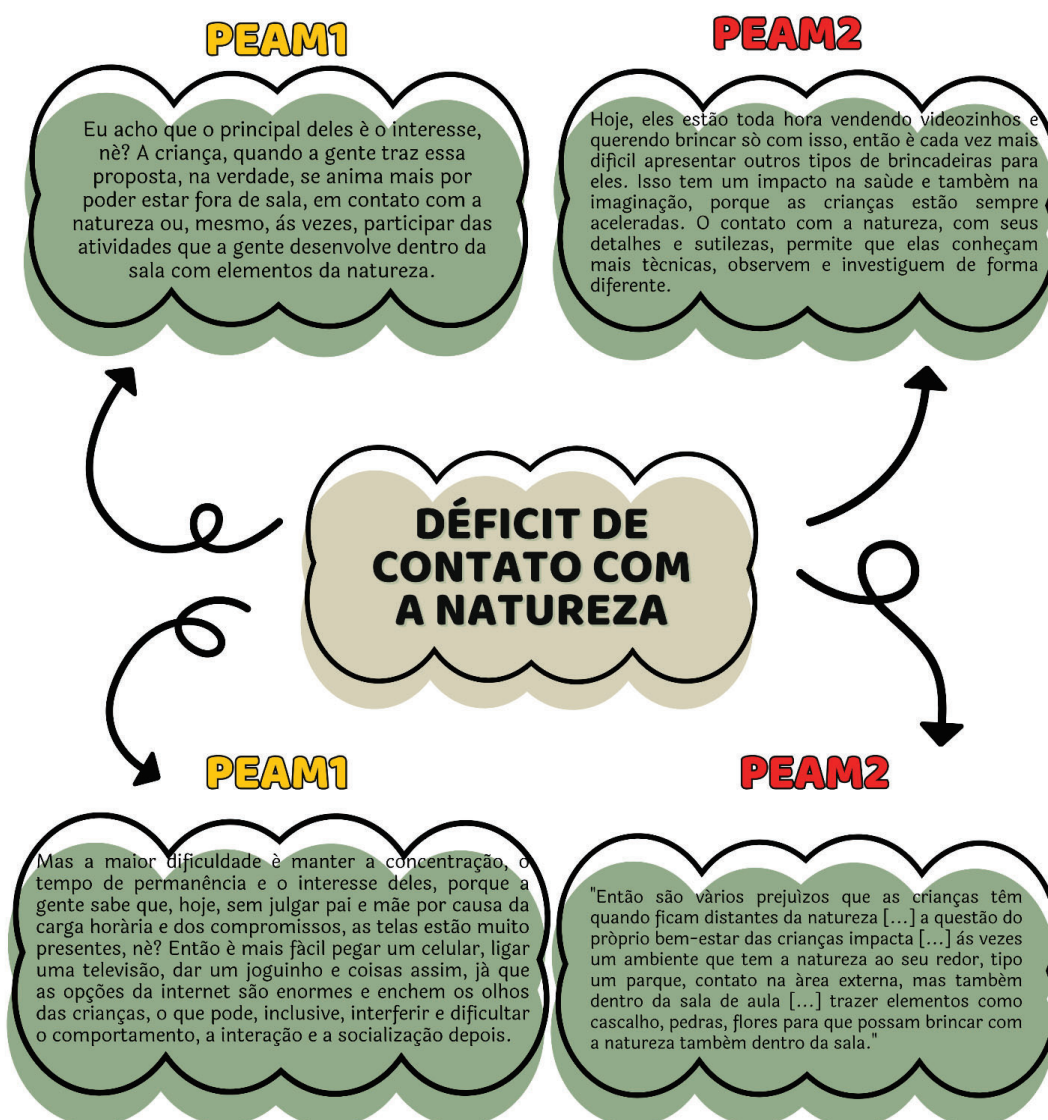 PEAM1
Eu acho que o principal deles è o interesse,
nè? A criança, quando a gente traz essa
proposta, na verdade, se anima mais por
poder estar fora de sala, em contato com a
natureza ou, mesmo, ás vezes, participar das
atividades que a gente desenvolve dentro da
sala com elementos da natureza.
PEAM2
Hoje, eles estão toda hora vendendo videozinhos e
querendo brincar sò com isso, então è cada vez mais
dificil apresentar outros tipos de brincadeiras para
eles. Isso tem um impacto na saùde e tambèm na
imaginação, porque as crianças estão sempre
aceleradas. O contato com a natureza, com seus
detalhes e sutilezas, permite que elas conheçam
mais tècnicas, observem e investiguem de forma
diferente.
DÉFICIT DE
CONTATO COM
A NATUREZA
PEAM1
Mas a maior dificuldade è manter a concentração, o
tempo de permanência e o interesse deles, porque a
gente sabe que, hoje, sem julgar pai e mãe por causa da
carga horària e dos compromissos, as telas estão muito
presentes, nè? Então è mais fàcil pegar um celular, ligar
uma televisão, dar um joguinho e coisas assim, jà que
as opções da internet são enormes e enchem os olhos
das crianças, o que pode, inclusive, interferir e dificultar
o comportamento, a interação e a socialização depois.
PEAM2
"Então são vàrios prejuìzos que as crianças têm
quando ficam distantes da natureza [...] a questão do
pròprio bem-estar das crianças impacta [...] ás vezes
um ambiente que tem a natureza ao seu redor, tipo
um parque, contato na àrea externa, mas também
dentro da sala de aula [...] trazer elementos como
cascalho, pedras, flores para que possam brincar com
a natureza tambèm dentro da sala."